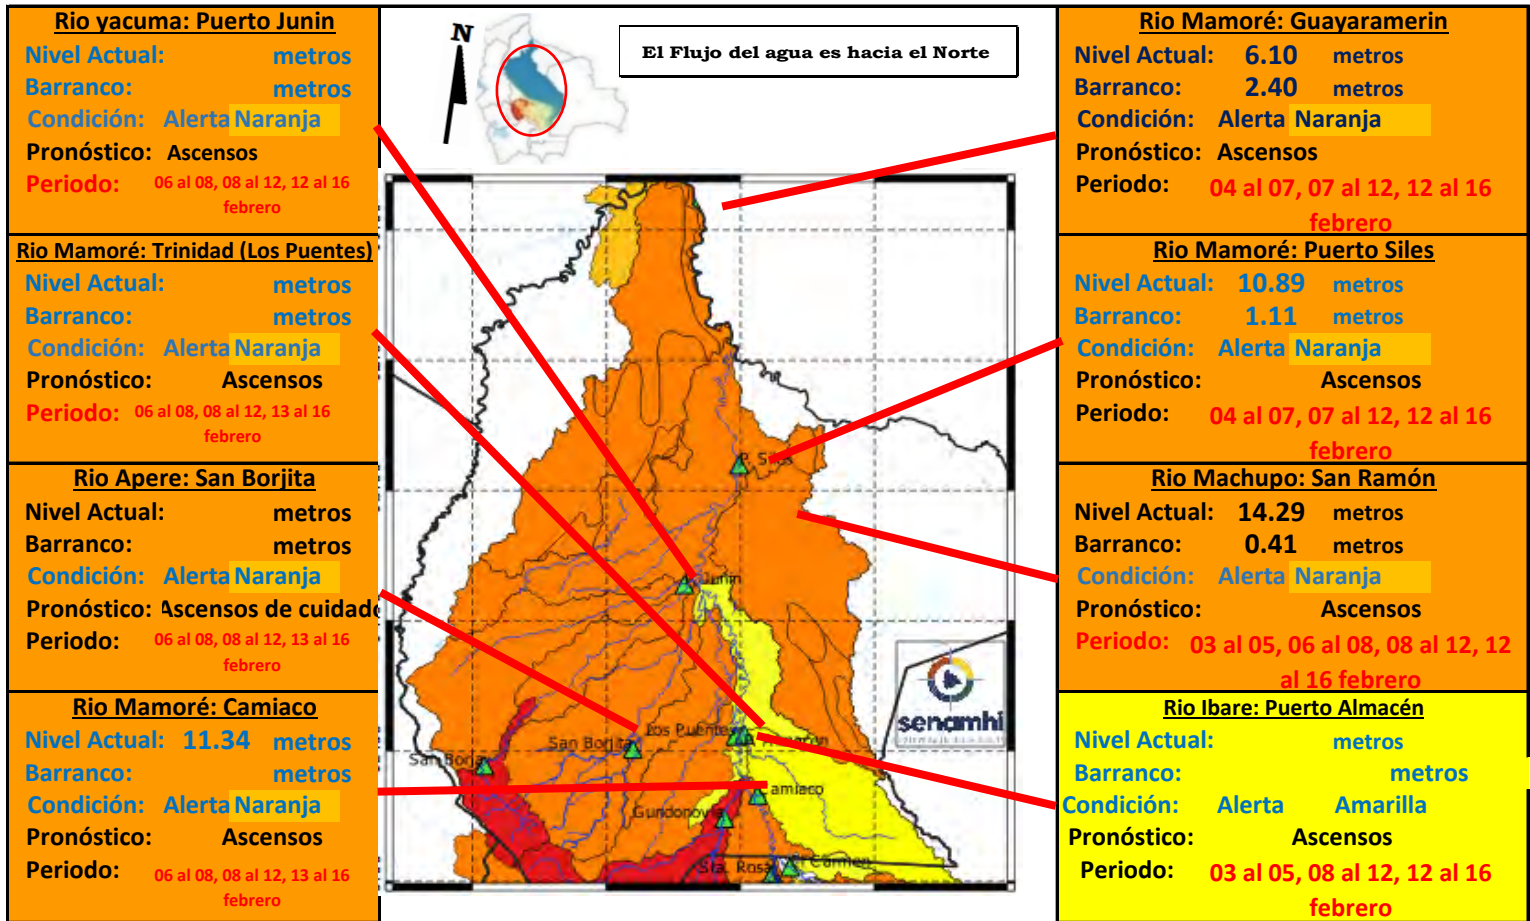 Rio yacuma: Puerto Junin
Nivel Actual: metros
Barranco: metros
Condición: Alerta Naranja
Pronóstico: Ascensos
Periodo: 06 al 08, 08 al 12, 12 al 16
febrero
Rio Mamoré: Trinidad (Los Puentes)
Nivel Actual: metros
Barranco: metros
Condición: Alerta Naranja
Pronóstico: Ascensos
Periodo: 06 al 08, 08 al 12, 13 al 16
febrero
Rio Apere: San Borjita
Nivel Actual: metros
Barranco: metros
Condición: Alerta Naranja
Pronóstico: Ascensos de cuidado
Periodo: 06 al 08, 08 al 12, 13 al 16
febrero
Rio Mamoré: Camiaco
Nivel Actual: 11.34 metros
Barranco: metros
Condición: Alerta Naranja
Pronóstico: Ascensos
Periodo: 06 al 08, 08 al 12, 13 al 16
febrero
N
El Flujo del agua es hacia el Norte
P. Siles
Junin
Los Puentes
San Borjita
San Borja
Camiaco
Gundonovia
Sta. Rosa
El Carmen
senamhi
Rio Mamoré: Guayaramerin
Nivel Actual: 6.10 metros
Barranco: 2.40 metros
Condición: Alerta Naranja
Pronóstico: Ascensos
Periodo: 04 al 07, 07 al 12, 12 al 16
febrero
Rio Mamoré: Puerto Siles
Nivel Actual: 10.89 metros
Barranco: 1.11 metros
Condición: Alerta Naranja
Pronóstico: Ascensos
Periodo: 04 al 07, 07 al 12, 12 al 16
febrero
Rio Machupo: San Ramón
Nivel Actual: 14.29 metros
Barranco: 0.41 metros
Condición: Alerta Naranja
Pronóstico: Ascensos
Periodo: 03 al 05, 06 al 08, 08 al 12, 12
al 16 febrero
Rio Ibare: Puerto Almacén
Nivel Actual: metros
Barranco: metros
Condición: Alerta Amarilla
Pronóstico: Ascensos
Periodo: 03 al 05, 08 al 12, 12 al 16
febrero